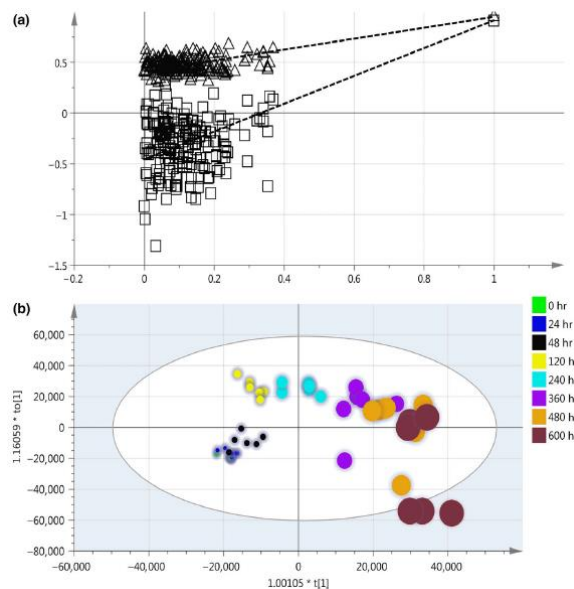 (a)
0.5
0
−0.5
−1
−1.5
−0.2 0 0.2 0.4 0.6 0.8 1
(b)
0 hr
24 hr
48 hr
120 h
240 h
360 h
480 h
600 h
80,000
60,000
40,000
20,000
0
−20,000
−40,000
−60,000
−80,000
1.16059 * to[1]
−60,000 −40,000 −20,000 0 20,000 40,000
1.00105 * t[1]